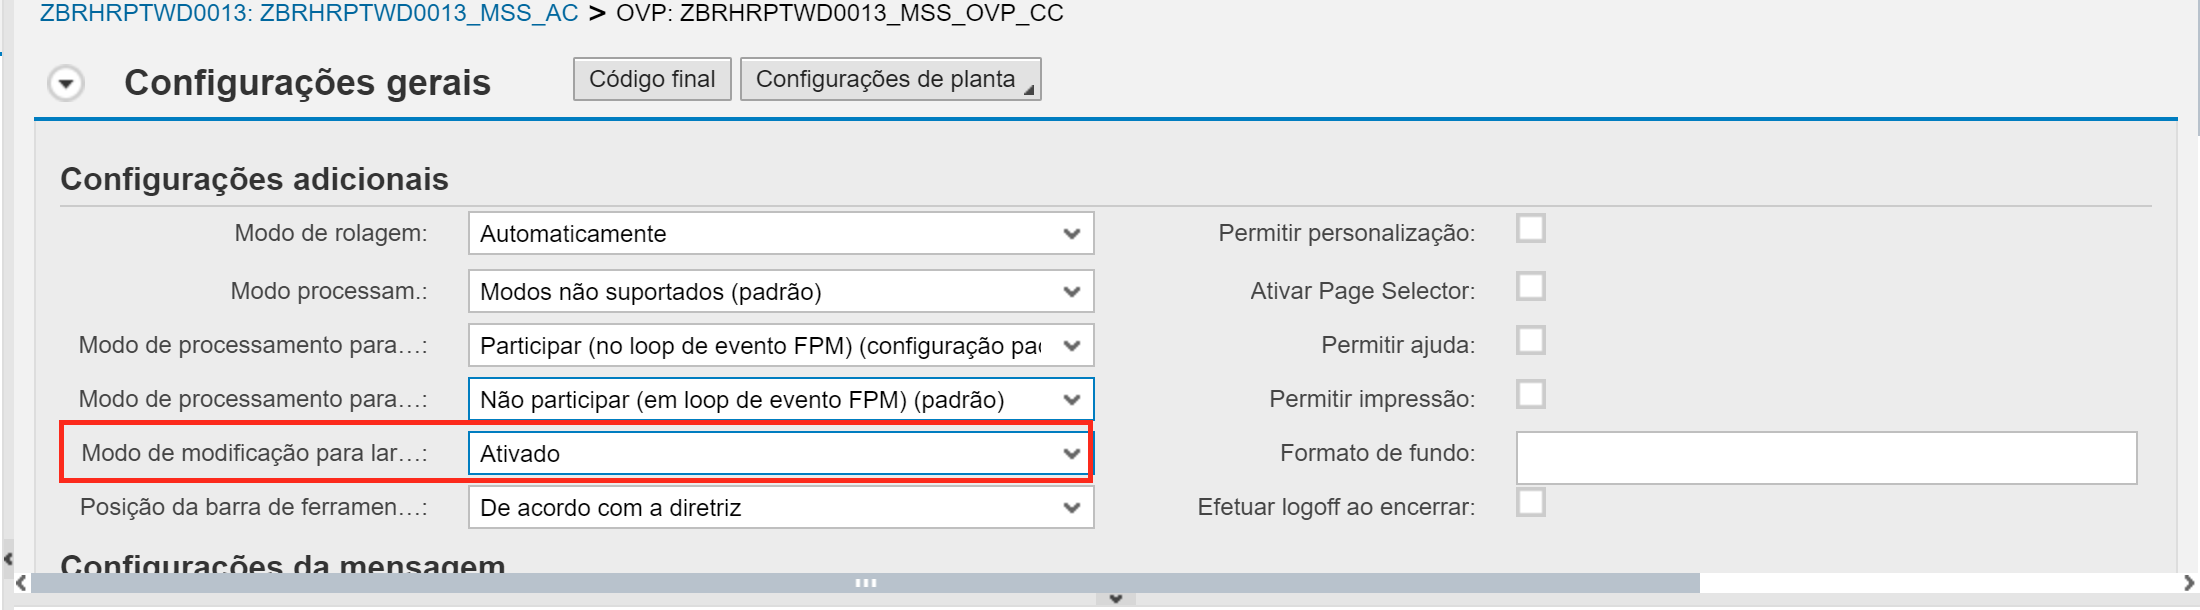 ZBRHRPTWD0013: ZBRHRPTWD0013_MSS_AC > OVP: ZBRHRPTWD0013_MSS_OVP_CC
Configurações gerais Código final Configurações de planta
Configurações adicionais
Modo de rolagem: Automaticamente Permitir personalização:
Modo processam.: Modos não suportados (padrão) Ativar Page Selector:
Modo de processamento para...: Participar (no loop de evento FPM) (configuração pa Permitir ajuda:
Modo de processamento para...: Não participar (em loop de evento FPM) (padrão) Permitir impressão:
Modo de modificação para lar...: Ativado Formato de fundo:
Posição da barra de ferramen...: De acordo com a diretriz Efetuar logoff ao encerrar:
Configurações da mensagem